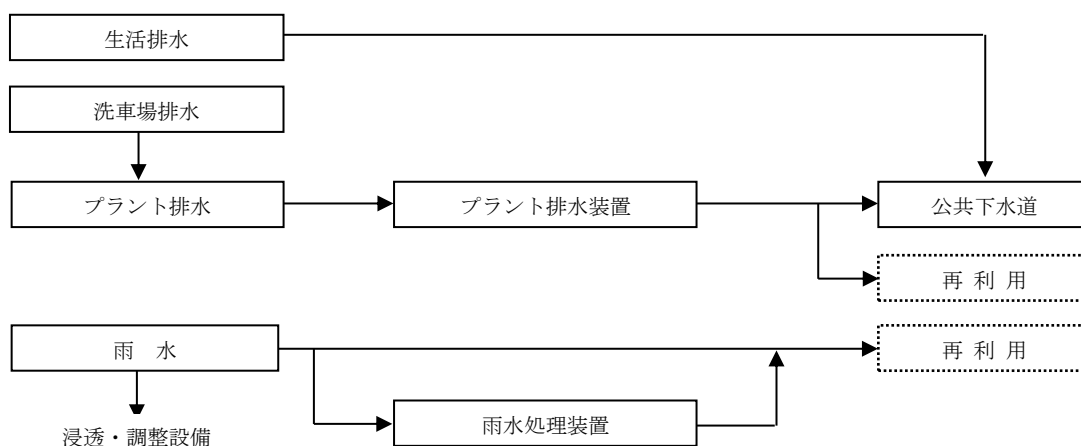 生活排水
洗車場排水
プラント排水
プラント排水装置
公共下水道
再 利 用
雨　水
再 利 用
雨水処理装置
浸透・調整設備